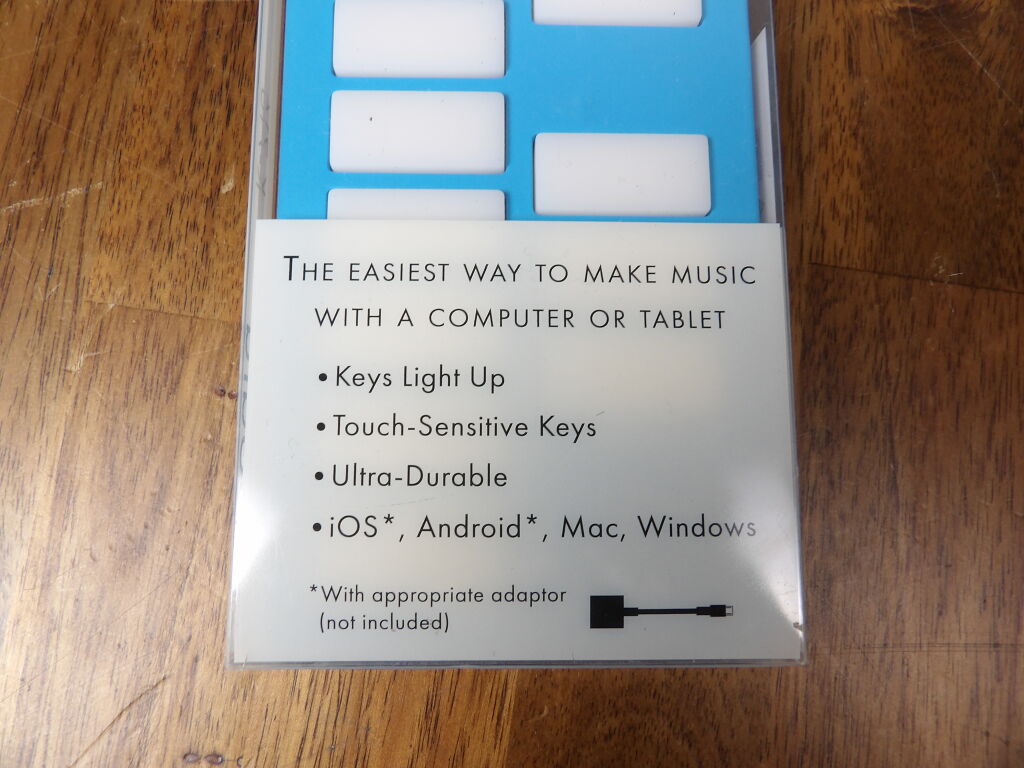 The easiest way to make music
with a computer or tablet
• Keys Light Up
• Touch-Sensitive Keys
• Ultra-Durable
• iOS*, Android*, Mac, Windows
*With appropriate adaptor
(not included)